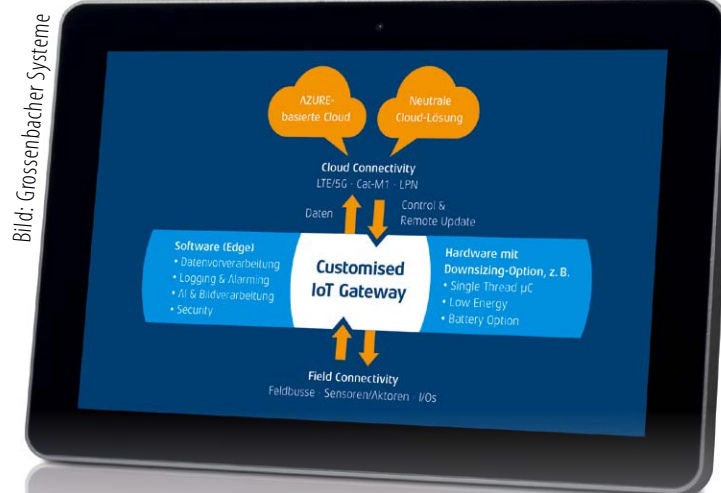 Bild: Grossenbacher Systeme
AZURE-
basierte Cloud
Neutrale
Cloud-Lösung
Cloud Connectivity
LTE/5G · Cat-M1 · LPN
Daten
Control &
Remote Update
Software (Edge)
• Datenvorverarbeitung
• Logging & Alarming
• AI & Bildverarbeitung
• Security
Customised
IoT Gateway
Hardware mit
Downsizing-Option, z. B.
• Single Thread µC
• Low Energy
• Battery Option
Field Connectivity
Feldbusse · Sensoren/Aktoren · I/Os